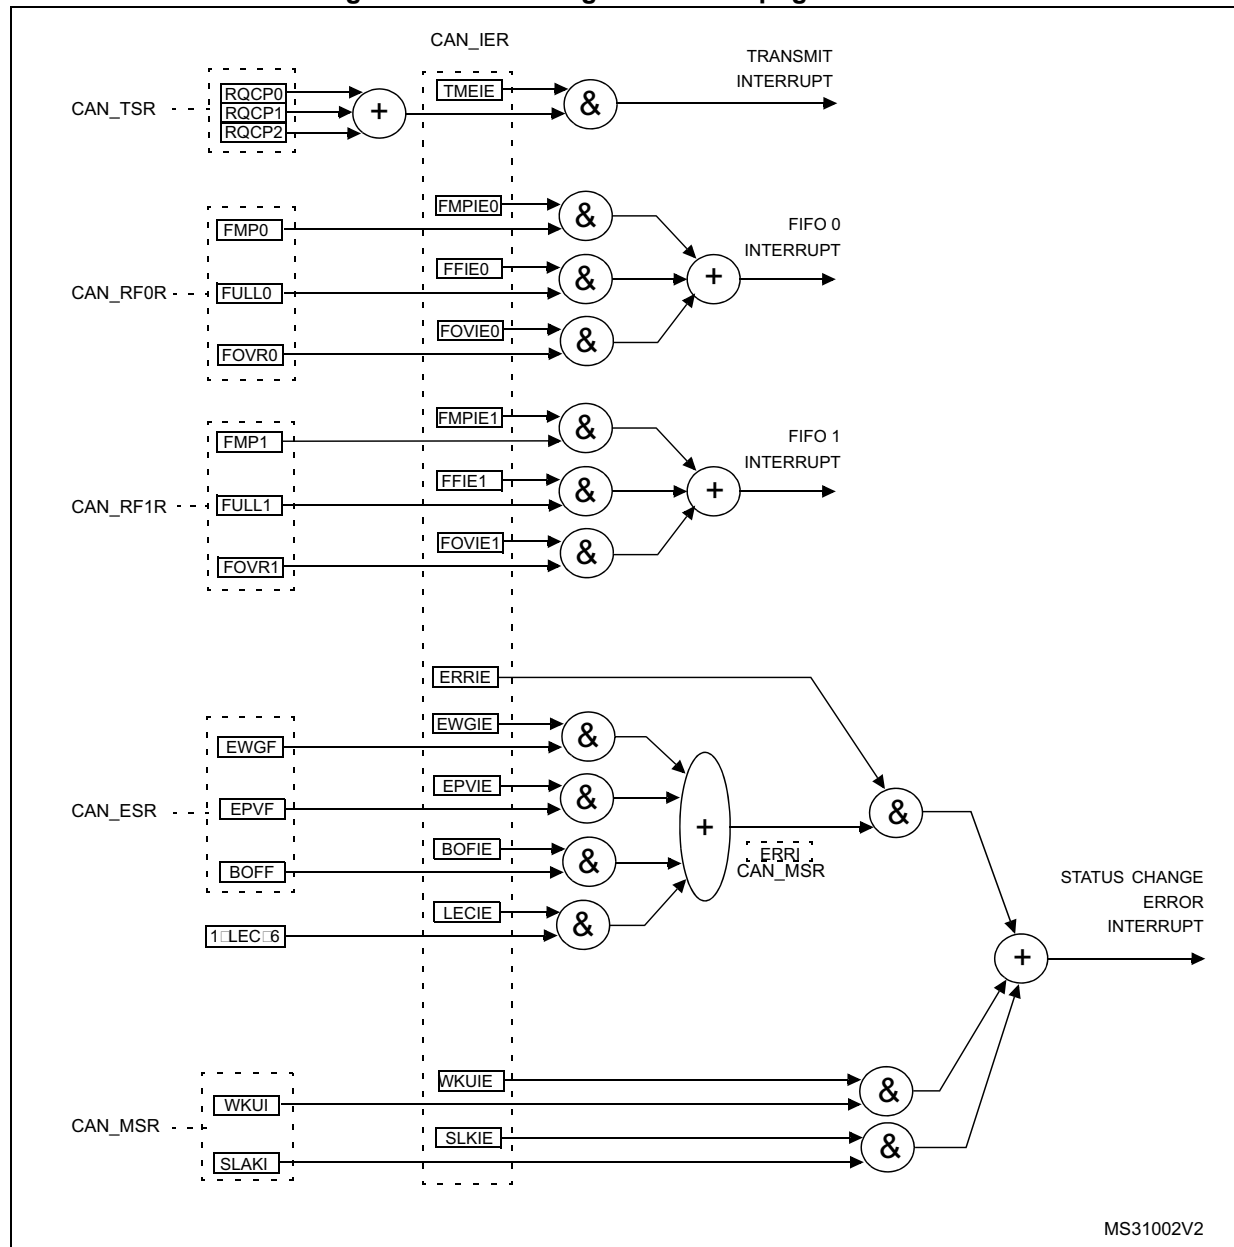 CAN_IER
TRANSMIT
INTERRUPT
CAN_TSR
RQCP0
RQCP1
RQCP2
+
TMEIE
&
FMPIE0
&
FMP0
FIFO 0
INTERRUPT
FFIE0
&
+
CAN_RF0R
FULL0
FOVIE0
&
FOVR0
FMPIE1
&
FMP1
FIFO 1
INTERRUPT
FFIE1
&
+
CAN_RF1R
FULL1
FOVIE1
&
FOVR1
ERRIE
EWGIE
&
EWGF
EPVIE
&
CAN_ESR
EPVF
+
&
BOFIE
&
BOFF
ERRI
CAN_MSR
LECIE
&
1□LEC□6
STATUS CHANGE
ERROR
INTERRUPT
+
WKUIE
&
WKUI
CAN_MSR
SLKIE
&
SLAKI
MS31002V2